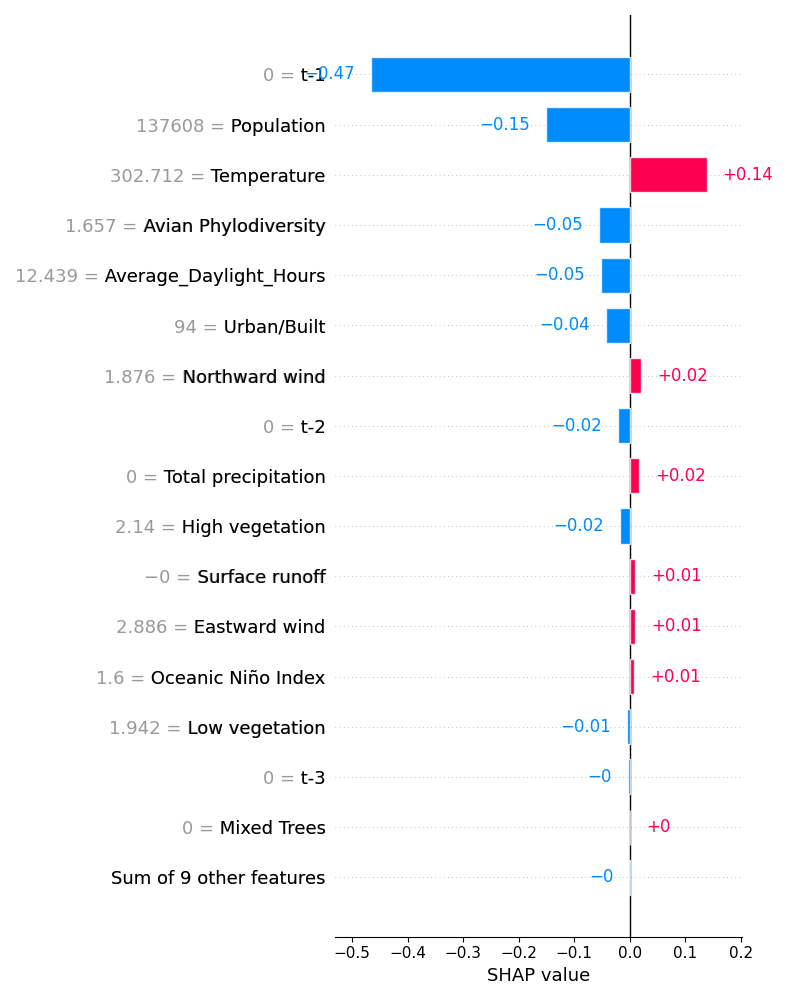 0 = t-1 −0.47
137608 = Population −0.15
302.712 = Temperature +0.14
1.657 = Avian Phylodiversity −0.05
12.439 = Average_Daylight_Hours −0.05
94 = Urban/Built −0.04
1.876 = Northward wind +0.02
0 = t-2 −0.02
0 = Total precipitation +0.02
2.14 = High vegetation −0.02
−0 = Surface runoff +0.01
2.886 = Eastward wind +0.01
1.6 = Oceanic Niño Index +0.01
1.942 = Low vegetation −0.01
0 = t-3 −0
0 = Mixed Trees +0
Sum of 9 other features −0
−0.5 −0.4 −0.3 −0.2 −0.1 0.0 0.1 0.2
SHAP value